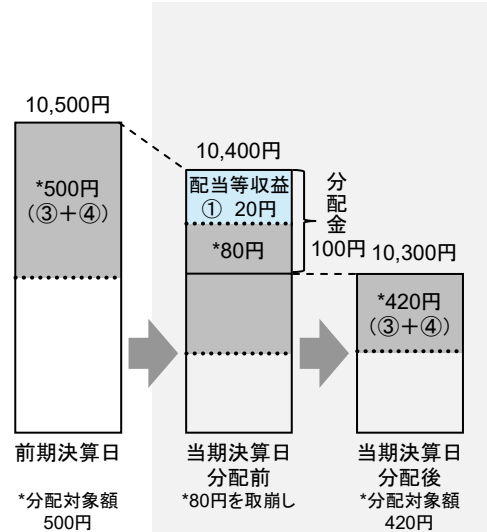 10,500円
*500円
（③＋④）
前期決算日
*分配対象額
500円
10,400円
配当等収益
① 20円
*80円
分配金
100円
当期決算日
分配前
*80円を取崩し
10,300円
*420円
（③＋④）
当期決算日
分配後
*分配対象額
420円